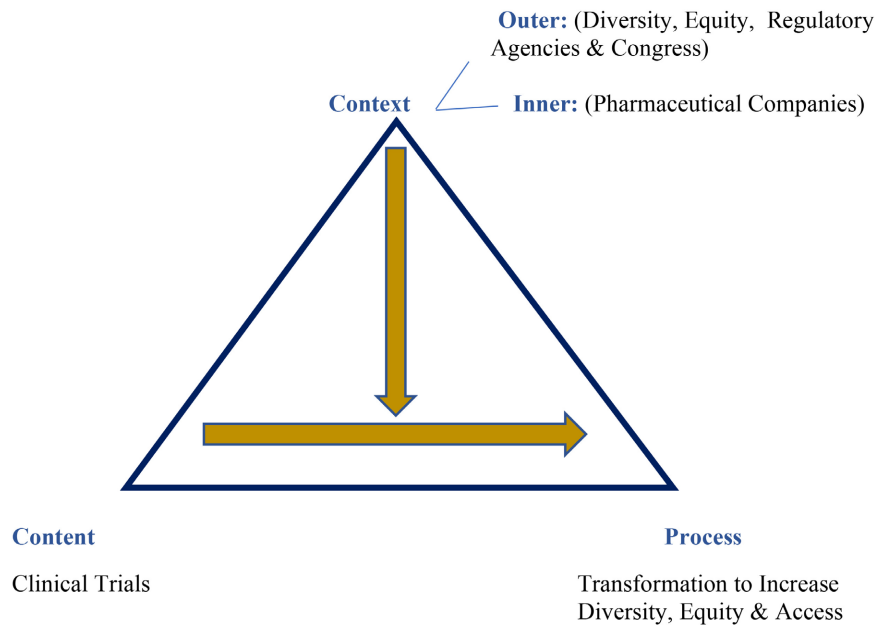 Outer: (Diversity, Equity, Regulatory
Agencies & Congress)
Context
Inner: (Pharmaceutical Companies)
Content
Process
Clinical Trials
Transformation to Increase
Diversity, Equity & Access